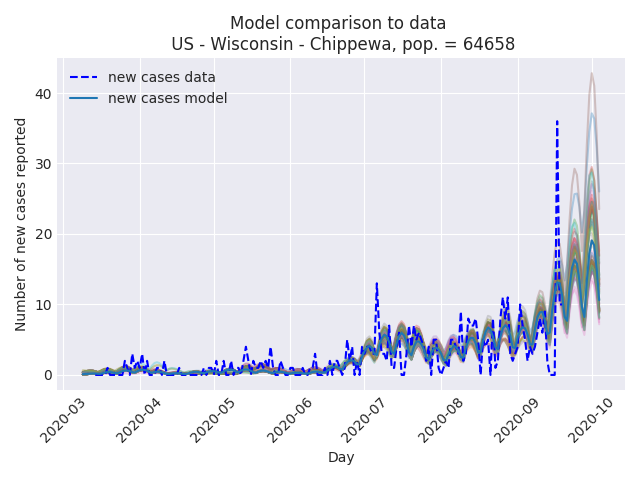 Model comparison to data
US - Wisconsin - Chippewa, pop. = 64658
new cases data
new cases model
Number of new cases reported
40
30
20
10
0
2020-03
2020-04
2020-05
2020-06
2020-07
2020-08
2020-09
2020-10
Day